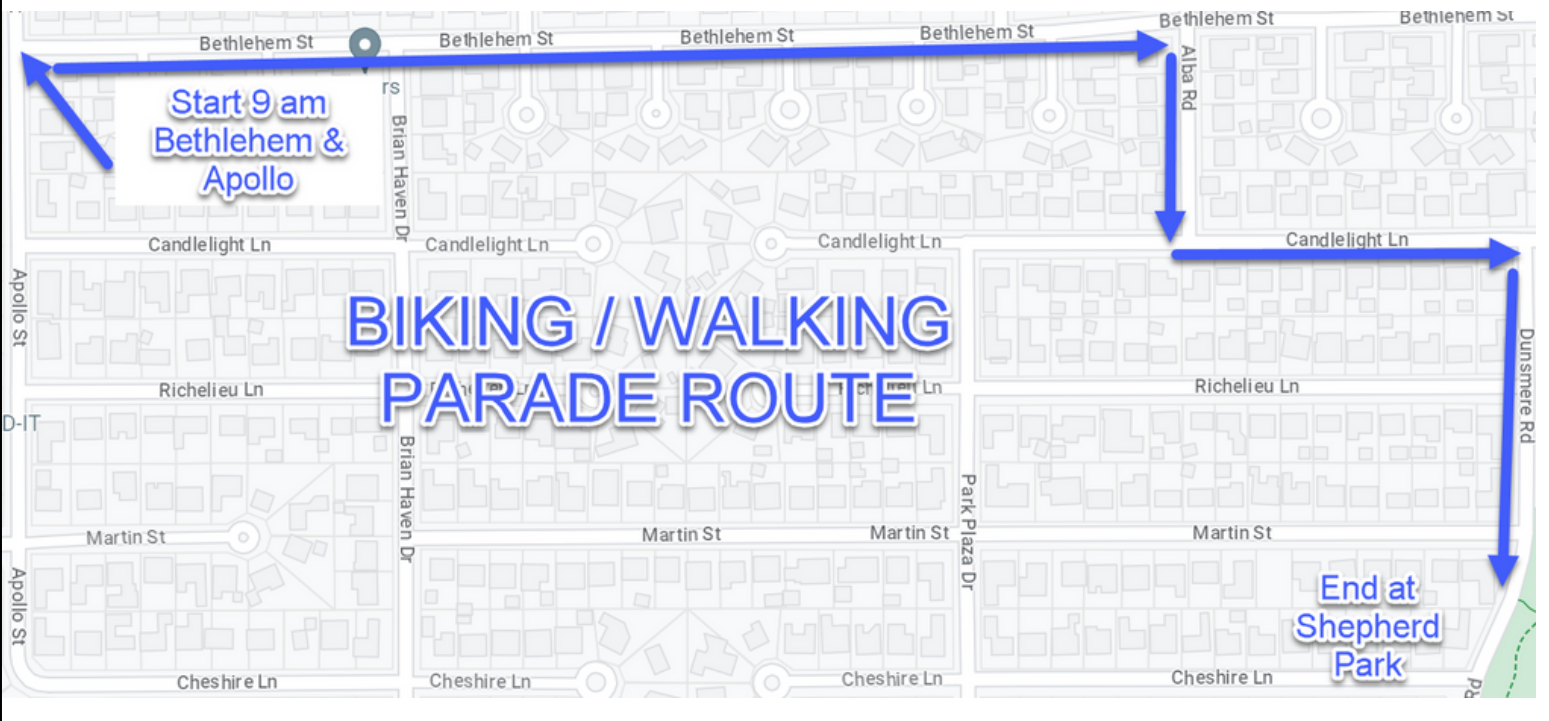 Bethlehem St
Bethlehem St
Bethlehem St
Bethlehem St
Bethlehem St
Bethlehem St
Alba Rd
rs
Start 9 am
Bethlehem &
Apollo
Brian Haven Dr
Candlelight Ln
Candlelight Ln
Candlelight Ln
Candlelight Ln
Apollo St
BIKING / WALKING
PARADE ROUTE
Dunsmere Rd
Richelieu Ln
Richelieu Ln
D-IT
Brian Haven Dr
Park Plaza Dr
Martin St
Martin St
Martin St
Martin St
Apollo St
End at
Shepherd
Park
Cheshire Ln
Cheshire Ln
Cheshire Ln
Cheshire Ln
Rd